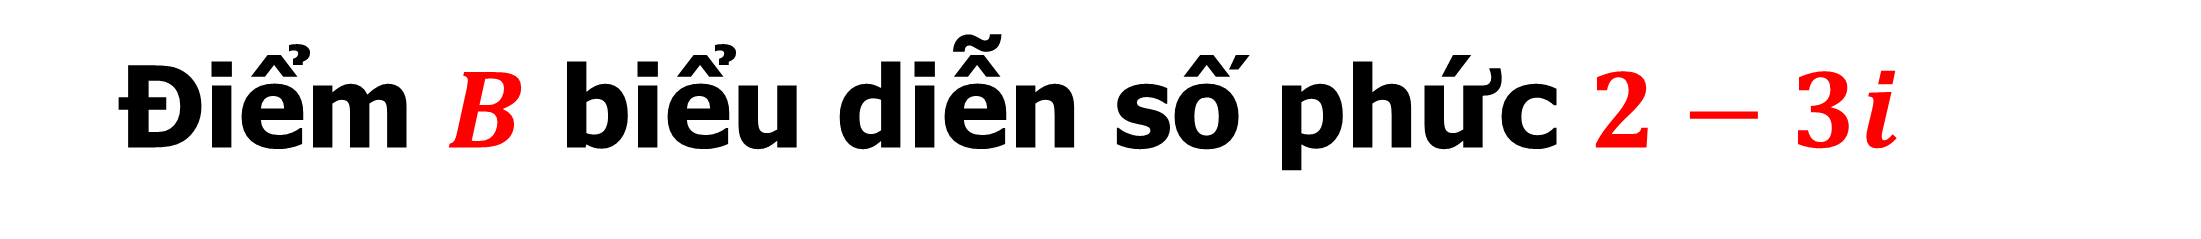 Điểm B biểu diễn số phức 2 − 3i